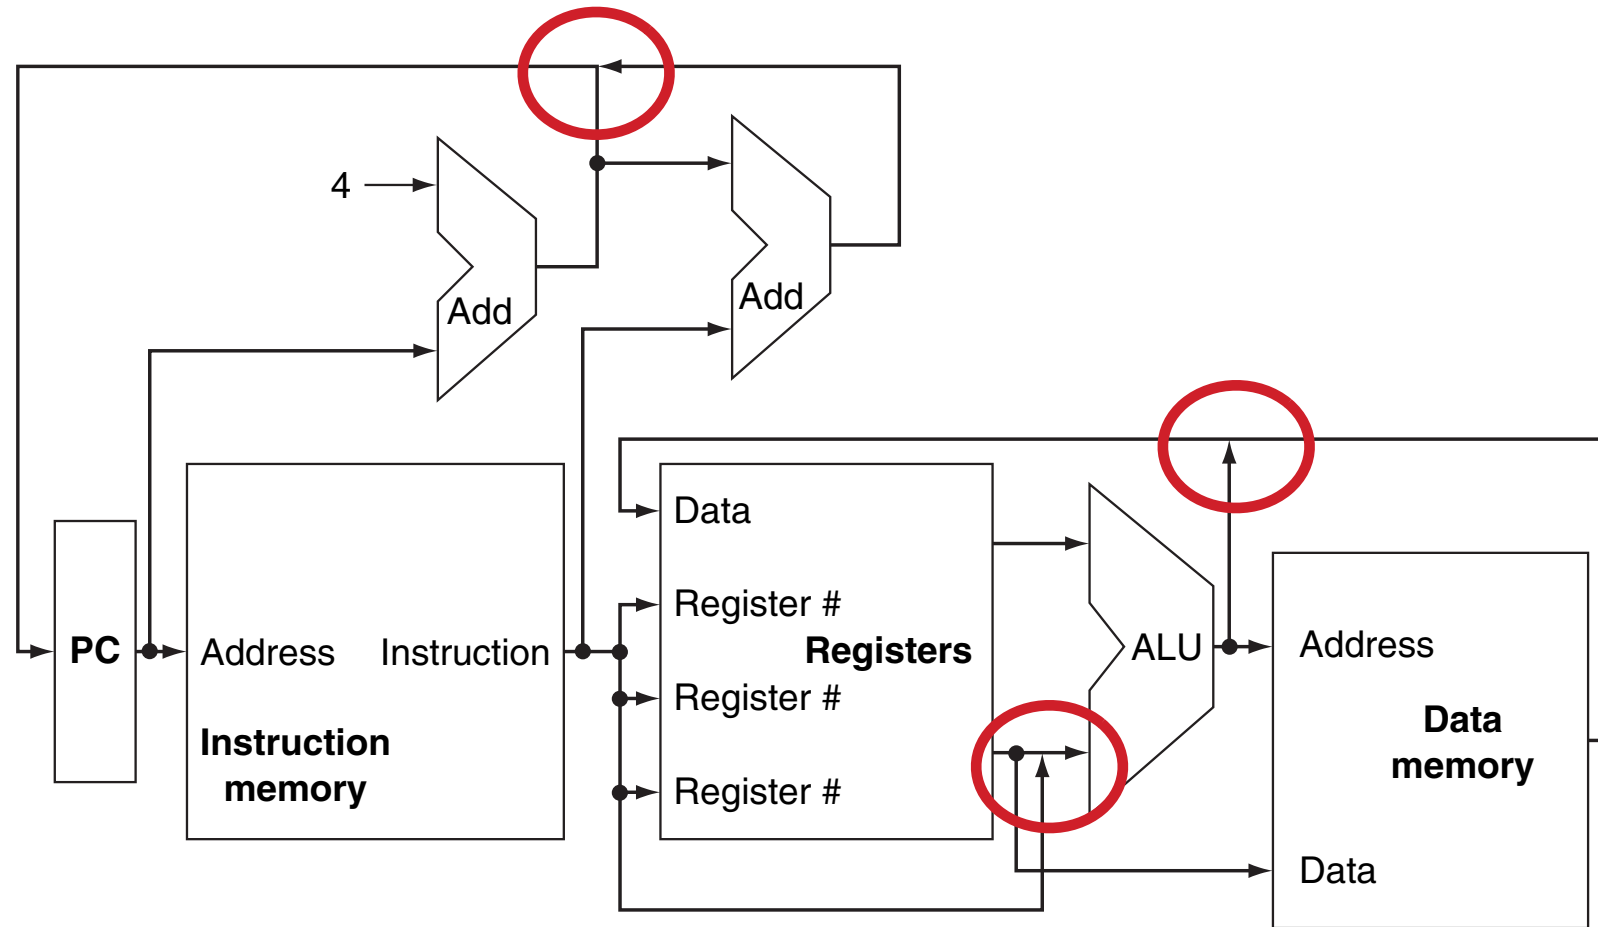 4
Add
Add
Data
Register #
PC
Address
Instruction
Registers
ALU
Address
Register #
Instruction
memory
Data
memory
Register #
Data